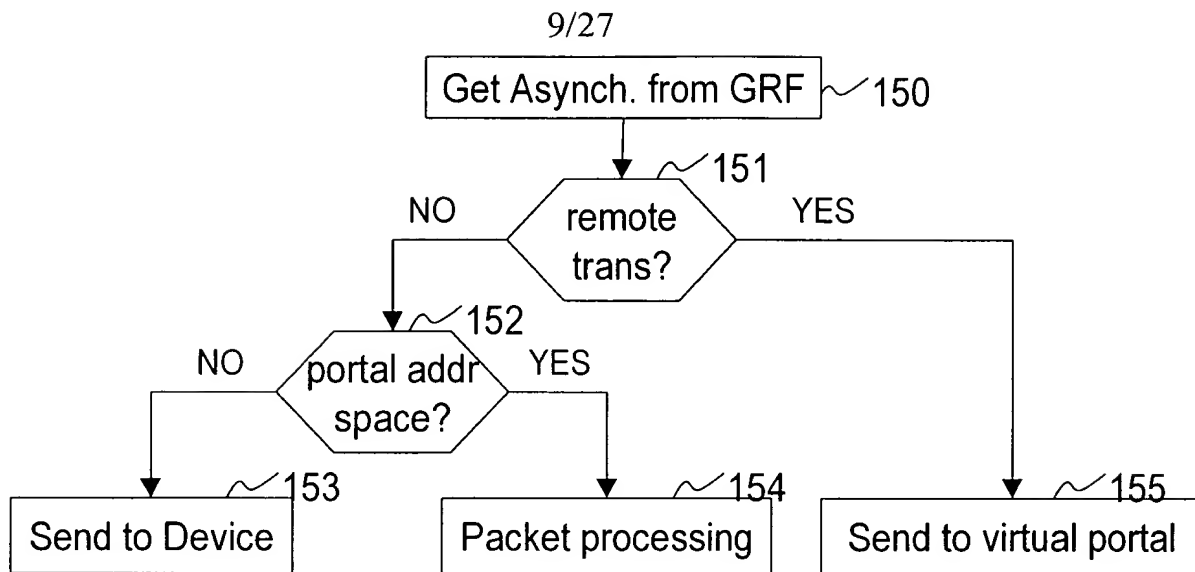 9/27
Get Asynch. from GRF
150
151
NO
remote
trans?
YES
152
NO
portal addr
space?
YES
153
Send to Device
154
Packet processing
155
Send to virtual portal